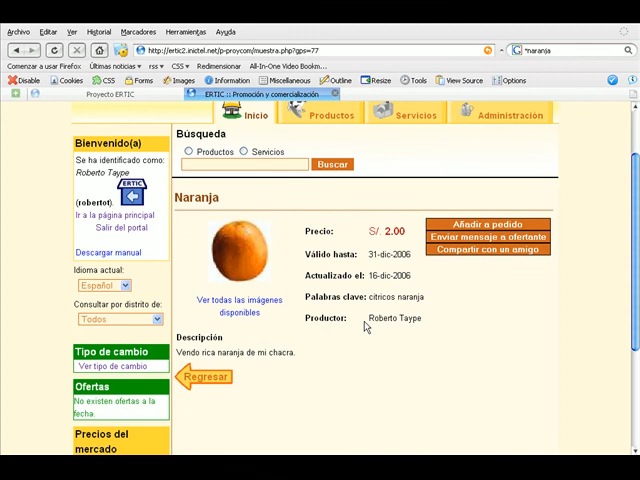 Archivo Editar Ver Historial Marcadores Herramientas Ayuda
http://ertic2.inictel.net/p-proycom/muestra.php?gps=77
*naranja
Comenzar a usar Firefox Últimas noticias rss CSS Redimensionar All-In-One Video Bookm...
Disable Cookies CSS Forms Images Information Miscellaneous Outline Resize Tools View Source Options
Proyecto ERTIC
ERTIC :: Promoción y comercialización
Inicio Productos Servicios Administración
Bienvenido(a)
Se ha identificado como:
Roberto Taype
ERTIC
(robertot).
Ir a la página principal
Salir del portal
Descargar manual
Idioma actual:
Español
Consultar por distrito de:
Todos
Tipo de cambio
Ver tipo de cambio
Ofertas
No existen ofertas a la
fecha.
Precios del
mercado
Búsqueda
Productos Servicios
Buscar
Naranja
Ver todas las imágenes
disponibles
Precio: S/. 2.00
Válido hasta: 31-dic-2006
Actualizado el: 16-dic-2006
Palabras clave: citricos naranja
Productor: Roberto Taype
Añadir a pedido
Enviar mensaje a ofertante
Compartir con un amigo
Descripción
Vendo rica naranja de mi chacra.
Regresar